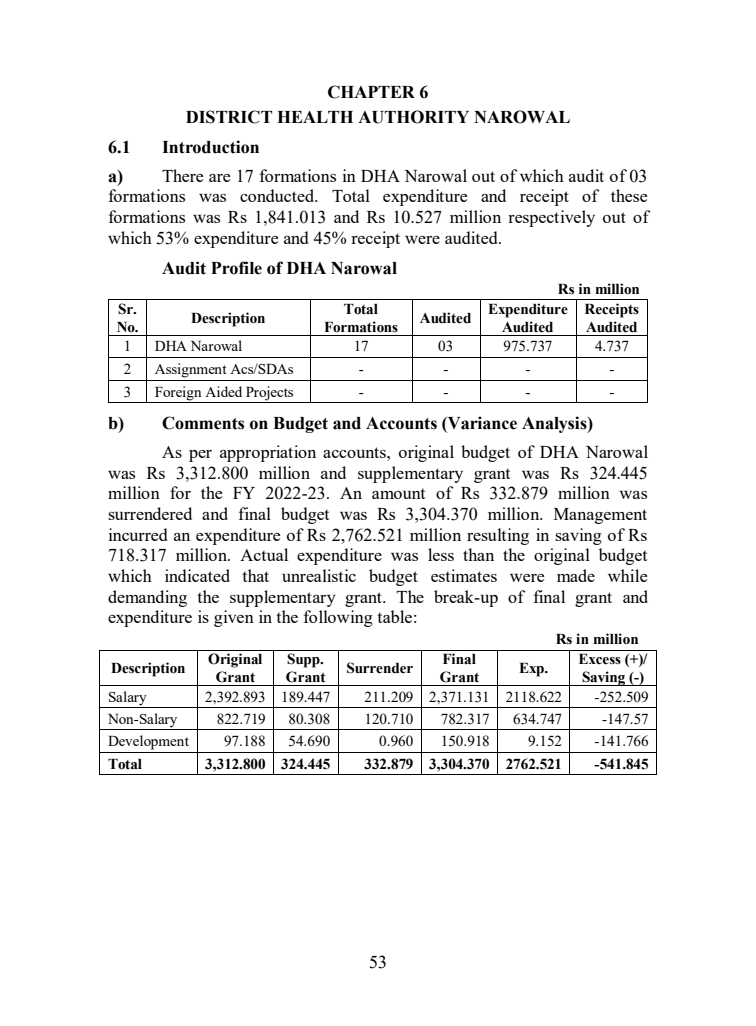 CHAPTER 6
DISTRICT HEALTH AUTHORITY NAROWAL
6.1 Introduction
a) There are 17 formations in DHA Narowal out of which audit of 03
formations was conducted. Total expenditure and receipt of these
formations was Rs 1,841.013 and Rs 10.527 million respectively out of
which 53% expenditure and 45% receipt were audited.
Audit Profile of DHA Narowal
Rs in million
Sr. No. Description Total Formations Audited Expenditure Audited Receipts Audited
1 DHA Narowal 17 03 975.737 4.737
2 Assignment Acs/SDAs - - - -
3 Foreign Aided Projects - - - -
b) Comments on Budget and Accounts (Variance Analysis)
As per appropriation accounts, original budget of DHA Narowal
was Rs 3,312.800 million and supplementary grant was Rs 324.445
million for the FY 2022-23. An amount of Rs 332.879 million was
surrendered and final budget was Rs 3,304.370 million. Management
incurred an expenditure of Rs 2,762.521 million resulting in saving of Rs
718.317 million. Actual expenditure was less than the original budget
which indicated that unrealistic budget estimates were made while
demanding the supplementary grant. The break-up of final grant and
expenditure is given in the following table:
Rs in million
Description Original Grant Supp. Grant Surrender Final Grant Exp. Excess (+)/ Saving (-)
Salary 2,392.893 189.447 211.209 2,371.131 2118.622 -252.509
Non-Salary 822.719 80.308 120.710 782.317 634.747 -147.57
Development 97.188 54.690 0.960 150.918 9.152 -141.766
Total 3,312.800 324.445 332.879 3,304.370 2762.521 -541.845
53